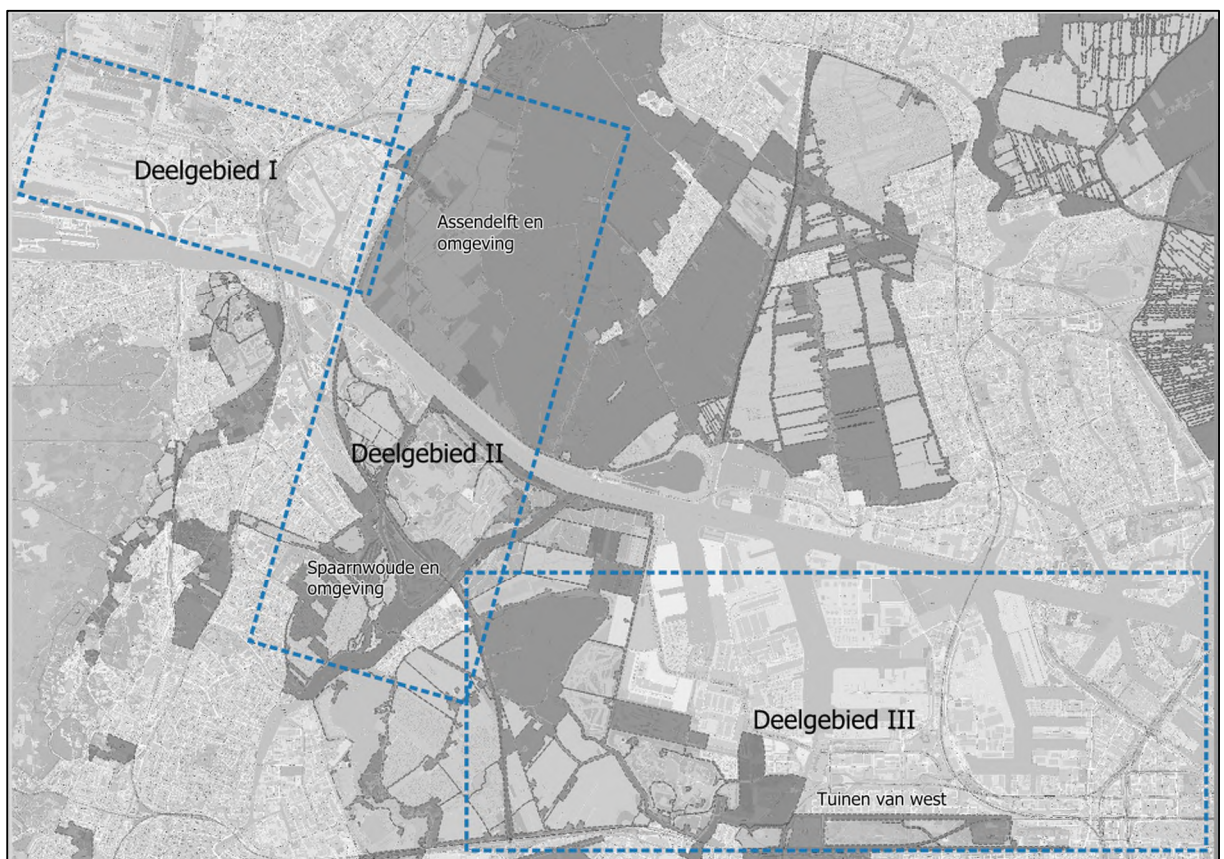 Deelgebied I
Assendelft en
omgeving
Deelgebied II
Spaarnwoude en
omgeving
Deelgebied III
Tuinen van west